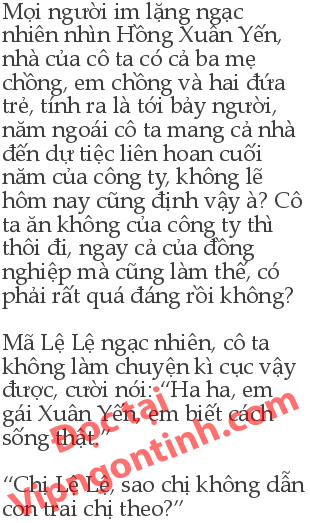 Mọi người im lặng ngạc
nhiên nhìn Hồng Xuân Yến,
nhà của cô ta có cả ba mẹ
chồng, em chồng và hai đứa
trẻ, tính ra là tới bảy người,
năm ngoái cô ta mang cả nhà
đến dự tiệc liên hoan cuối
năm của công ty, không lẽ
hôm nay cũng định vậy à? Cô
ta ăn không của công ty thì
thôi đi, ngay cả của đồng
nghiệp mà cũng làm thế, có
phải rất quá đáng rồi không?
Mã Lệ Lệ ngạc nhiên, cô ta
không làm chuyện kì cục vậy
được, cười nói: “Ha ha, em
gái Xuân Yến, em biết cách
sống thật.”
“Chị Lệ Lệ, sao chị không dẫn
con trai chị theo?”
Đọc tại
Vipngontinh.com